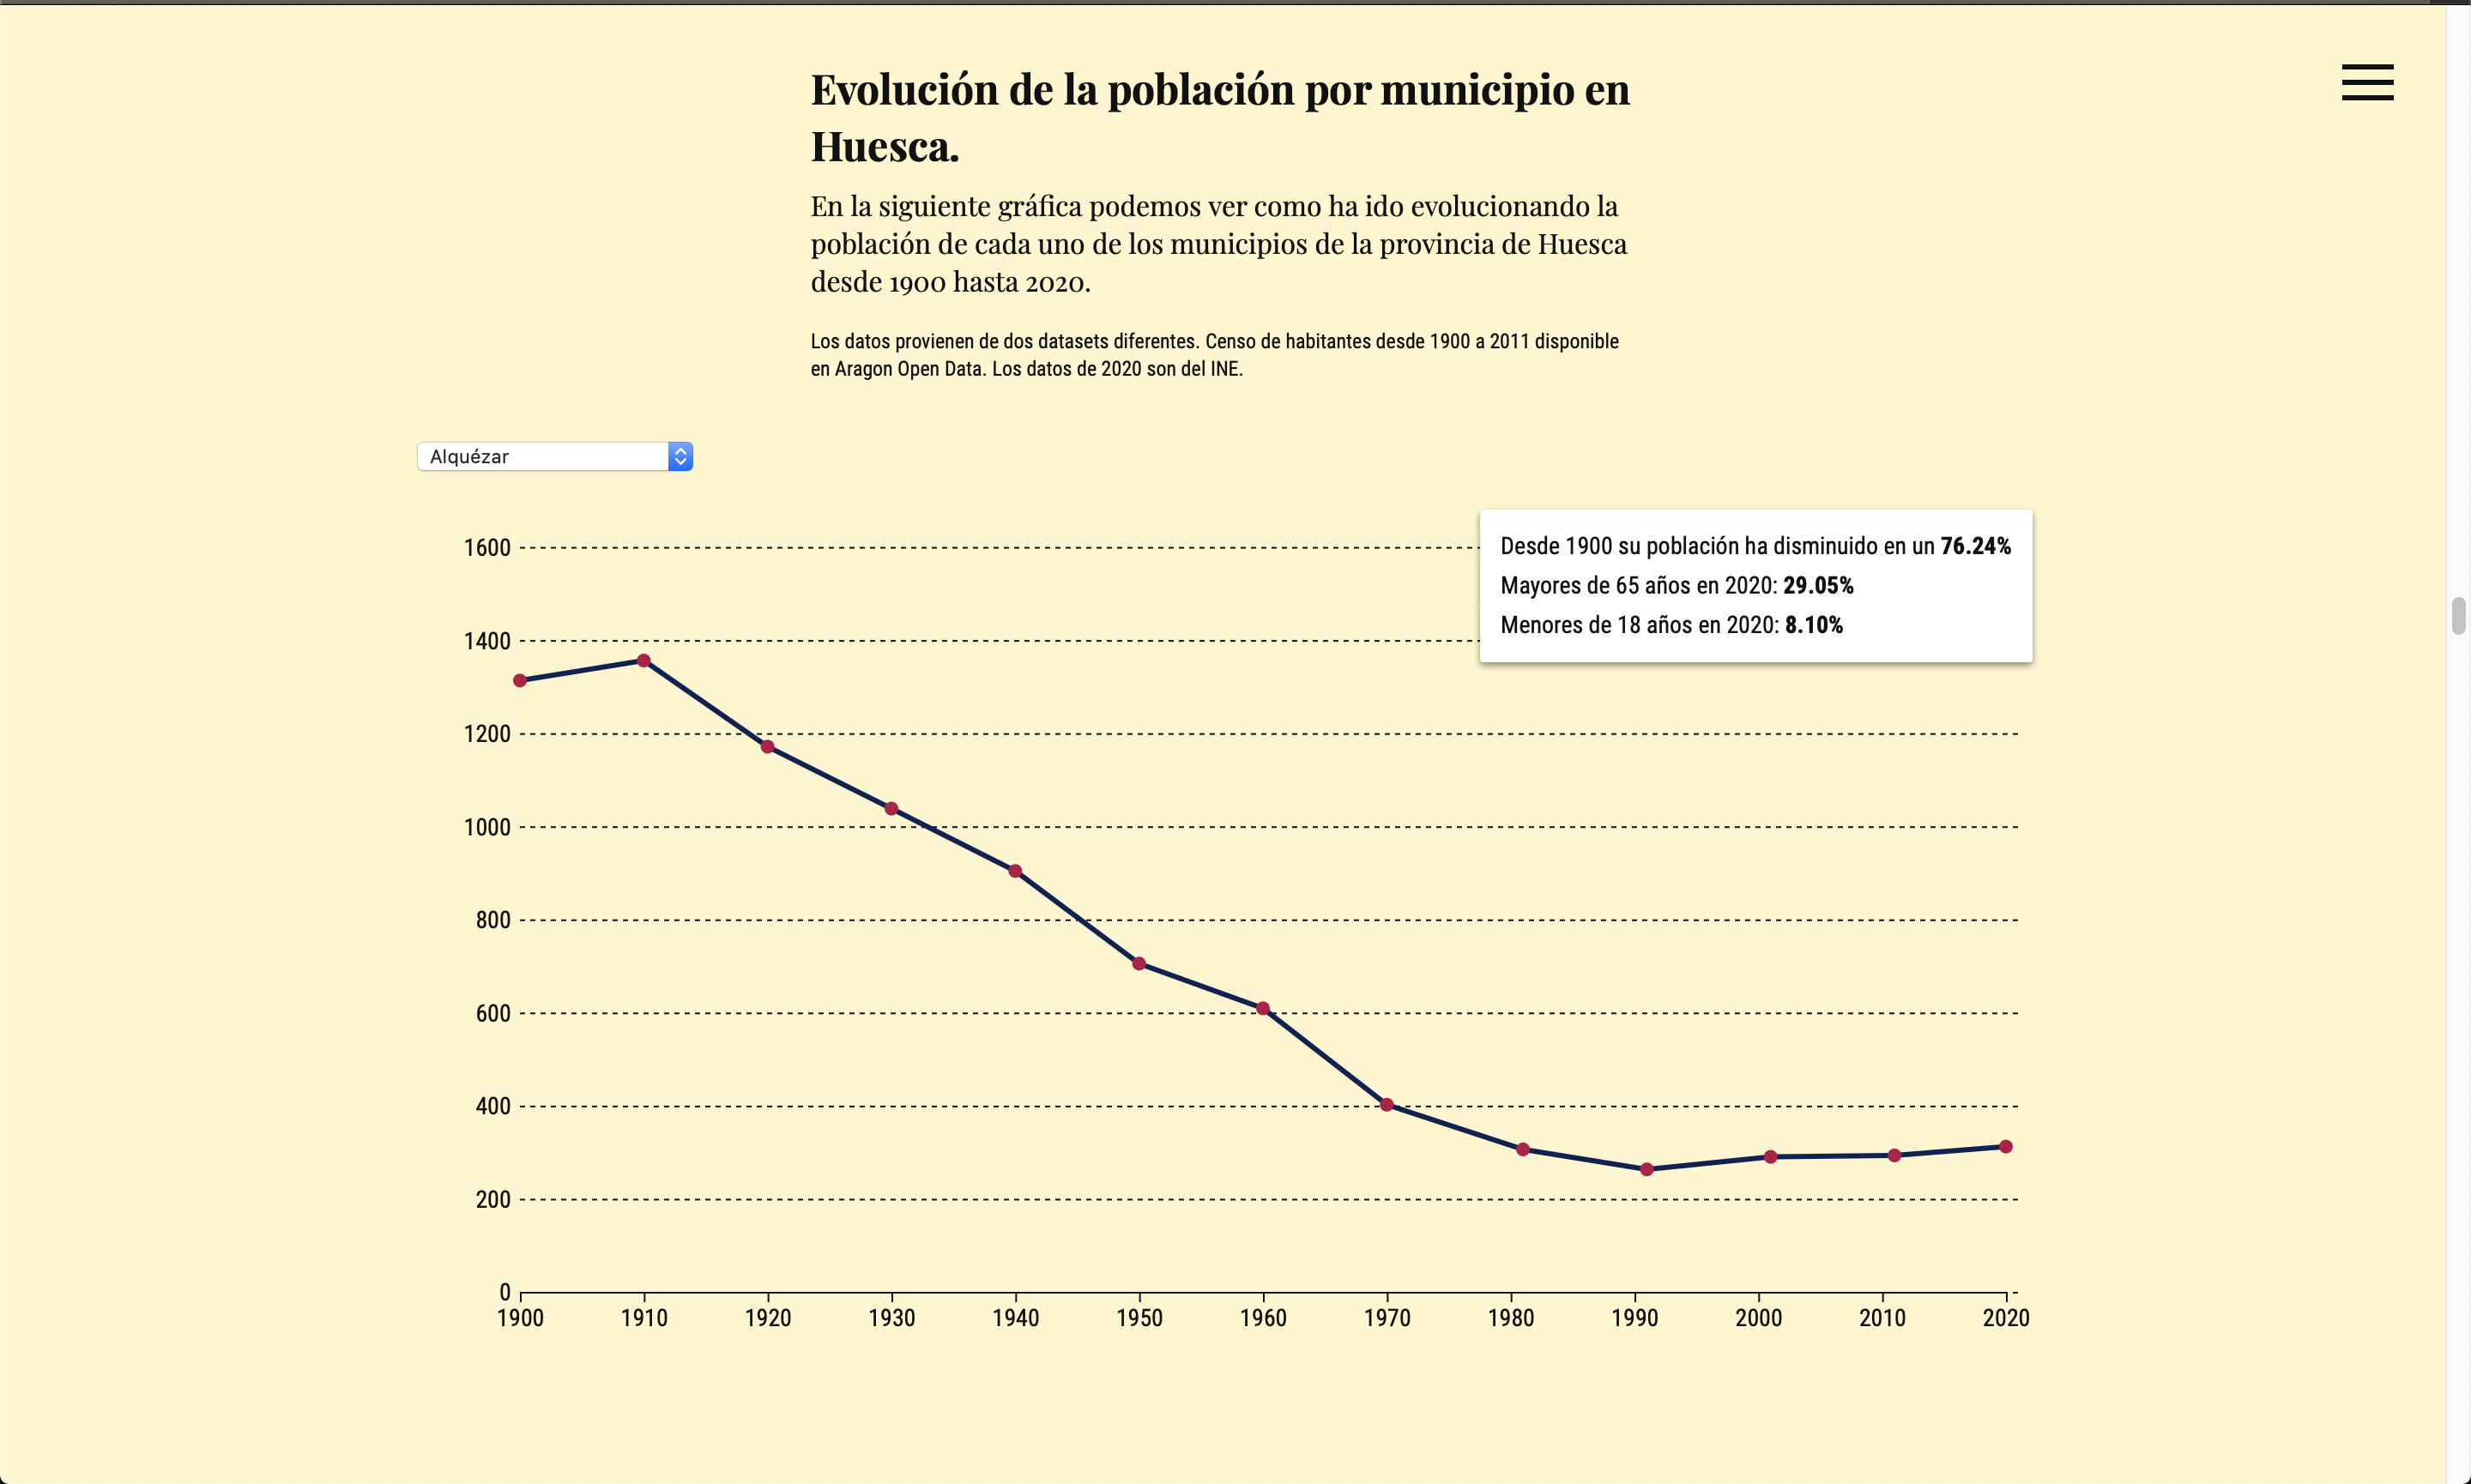 Evolución de la población por municipio en
Huesca.
En la siguiente gráfica podemos ver como ha ido evolucionando la
población de cada uno de los municipios de la provincia de Huesca
desde 1900 hasta 2020.
Los datos provienen de dos datasets diferentes. Censo de habitantes desde 1900 a 2011 disponible
en Aragon Open Data. Los datos de 2020 son del INE.
Alquézar
Desde 1900 su población ha disminuido en un 76.24%
Mayores de 65 años en 2020: 29.05%
Menores de 18 años en 2020: 8.10%
1600
1400
1200
1000
800
600
400
200
0
1900 1910 1920 1930 1940 1950 1960 1970 1980 1990 2000 2010 2020